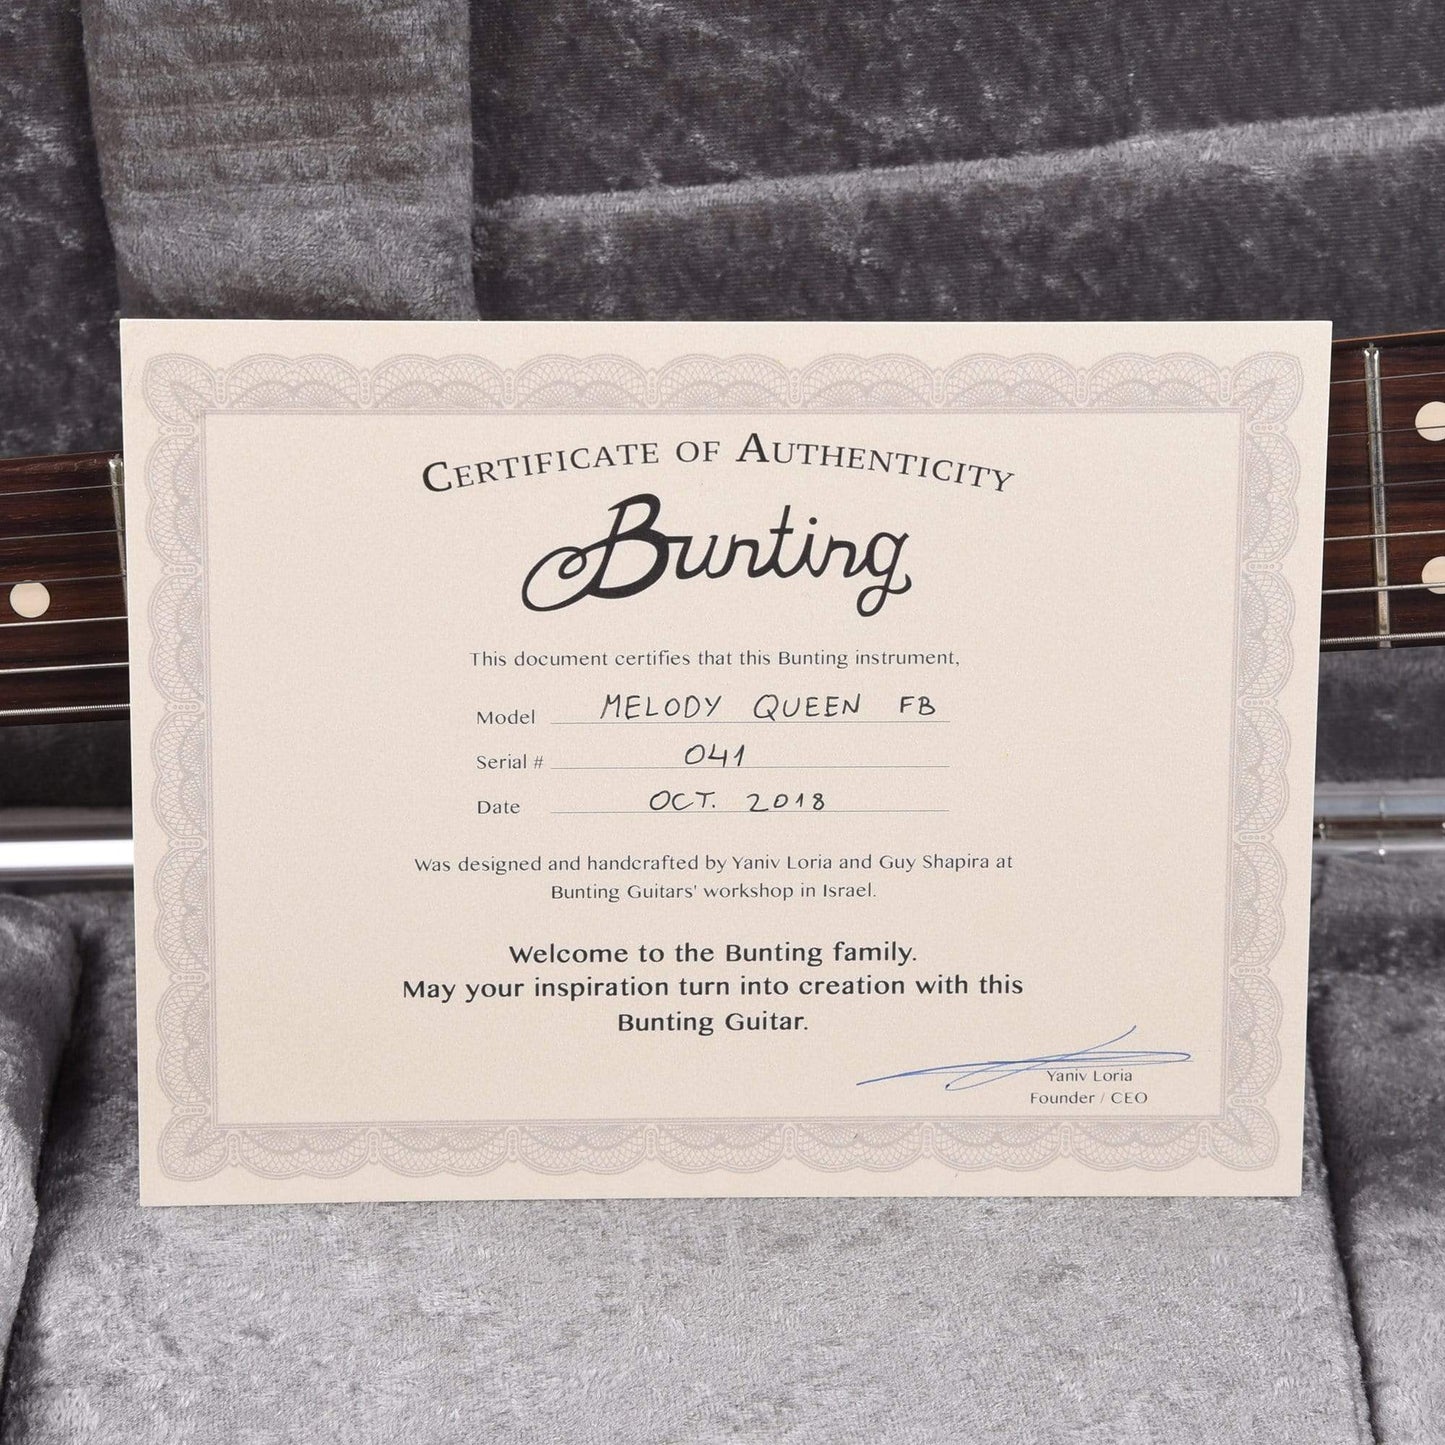 CERTIFICATE OF AUTHENTICITY
Bunting
This document certifies that this Bunting instrument,
Model MELODY QUEEN FB
Serial # 041
Date OCT. 2018
Was designed and handcrafted by Yaniv Loria and Guy Shapira at
Bunting Guitars' workshop in Israel.
Welcome to the Bunting family.
May your inspiration turn into creation with this
Bunting Guitar.
Yaniv Loria
Founder / CEO